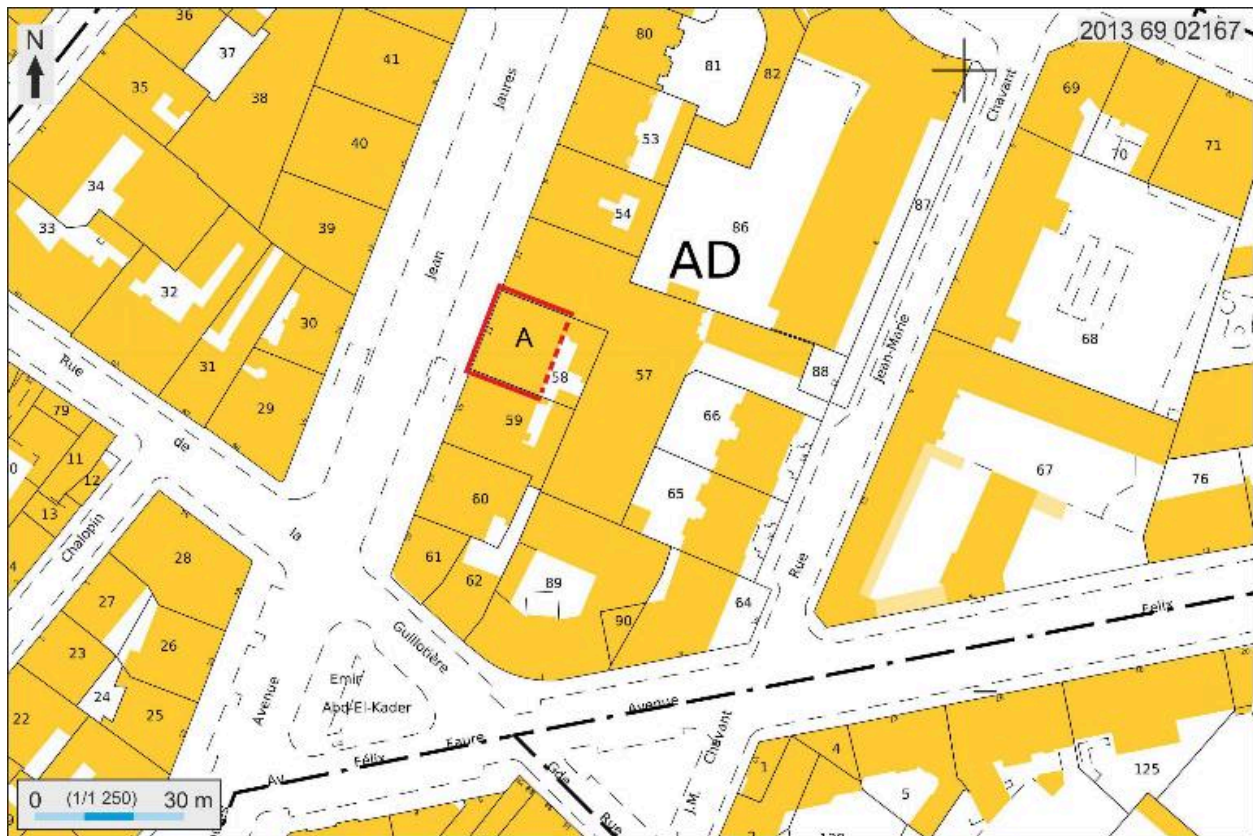 N
2013 69 02167
36
37
35
38
41
Jaures
80
81
82
Chavant
69
71
70
53
40
34
33
54
39
Jean
86
87
AD
32
30
A
31
29
58
57
88
Jean-Marie
68
Rue
59
66
79
de
11
12
67
76
60
65
13
la
Chalopin
28
61
62
89
Rue
27
64
90
Guillotière
Félix
26
23
Emir
24
Abd-El-Kader
Avenue
25
22
Avenue
Faure
Félix
Av
Chavant
4
1
Gde
125
5
J.M.
Rue
0 (1/1 250) 30 m